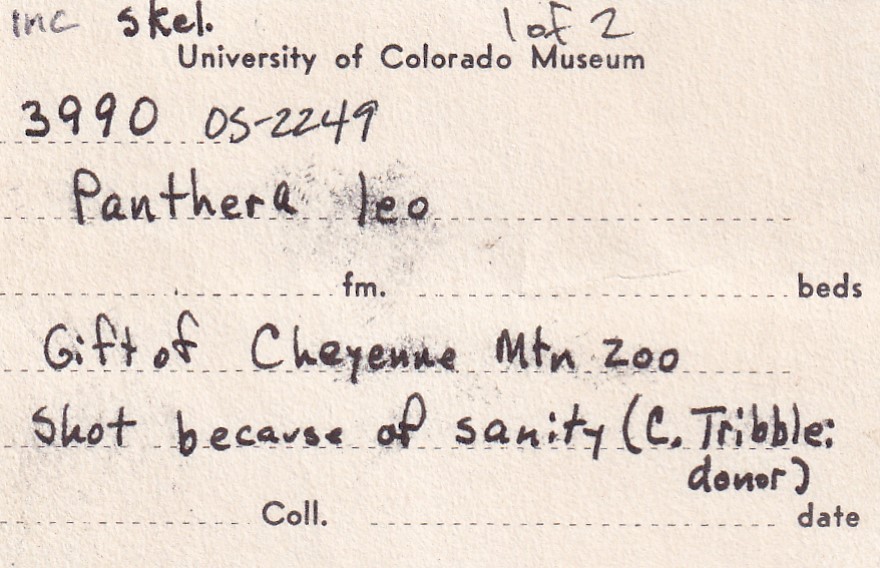 inc skel. 1 of 2
University of Colorado Museum
3990 OS-2249
Panthera leo
fm. beds
Gift of Cheyenne Mtn Zoo
Shot because of sanity (C. Tribble:
donor)
Coll. date